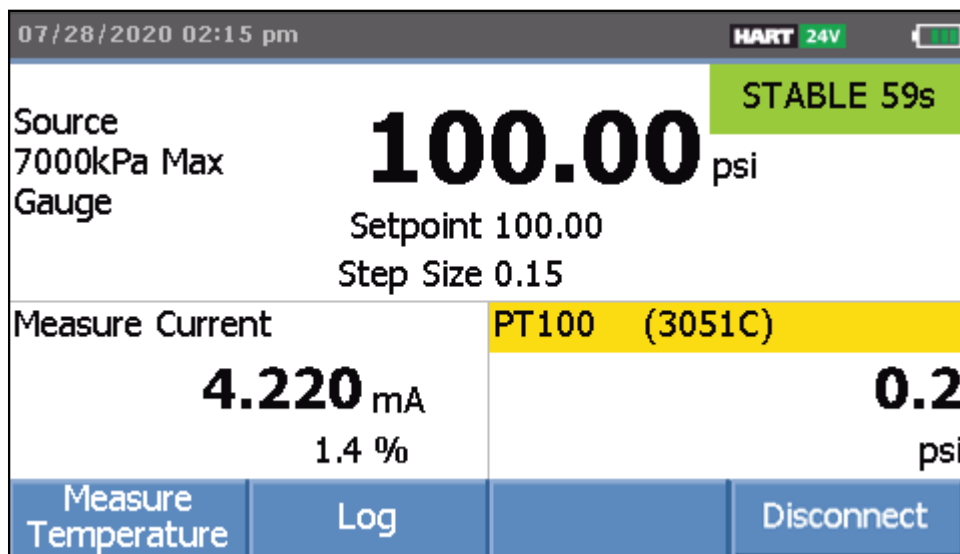 07/28/2020 02:15 pm HART 24V
STABLE 59s
Source
7000kPa Max
Gauge
100.00 psi
Setpoint 100.00
Step Size 0.15
Measure Current
4.220 mA
1.4 %
PT100 (3051C)
0.2
psi
Measure
Temperature
Log
Disconnect